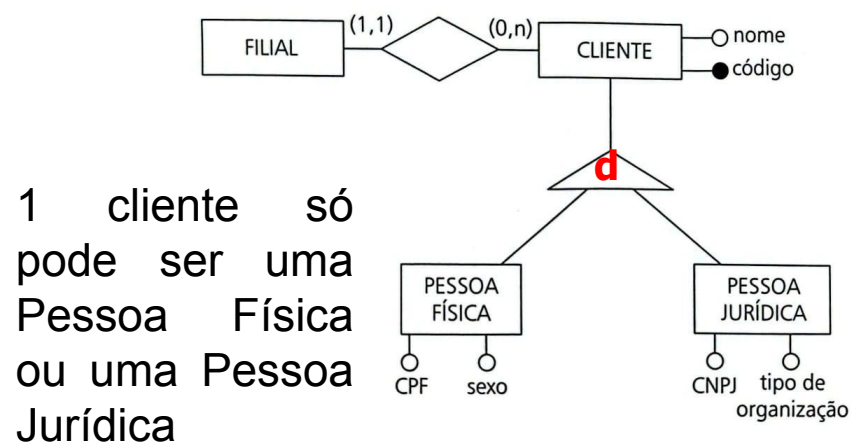 FILIAL
(1,1)
(0,n)
CLIENTE
nome
código
d
1 cliente só
pode ser uma
Pessoa Física
ou uma Pessoa
Jurídica
PESSOA
FÍSICA
PESSOA
JURÍDICA
CPF
sexo
CNPJ
tipo de
organização